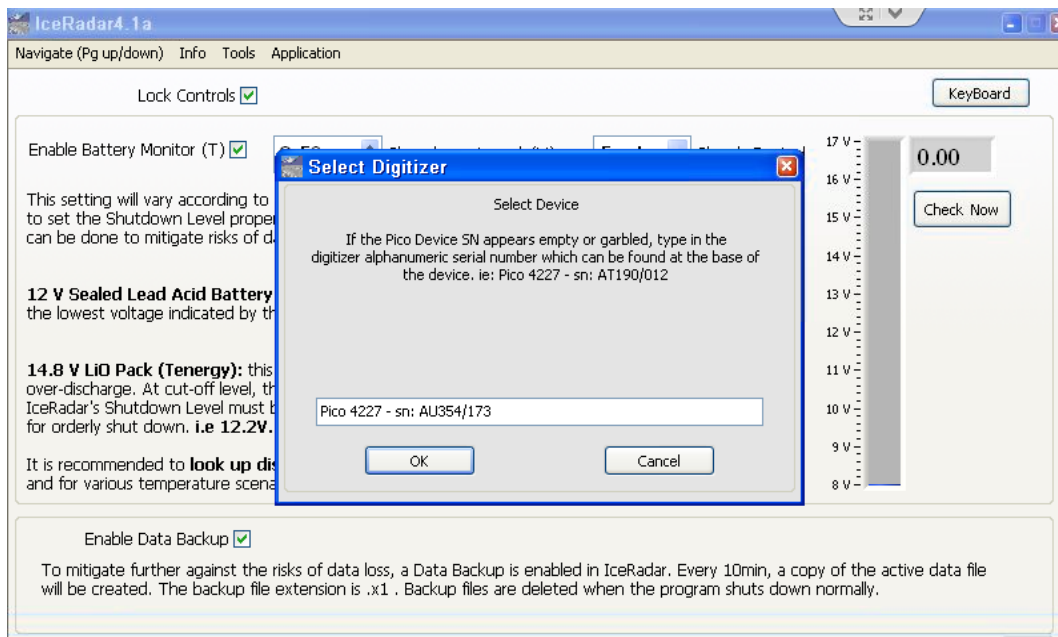 IceRadar4.1a
Navigate (Pg up/down) Info Tools Application
Lock Controls
KeyBoard
Enable Battery Monitor (T)
This setting will vary according to
to set the Shutdown Level
can be done to mitigate risks of
12 V Sealed Lead Acid Battery
the lowest voltage indicated by
14.8 V LiO Pack (Tenergy): this
over-discharge. At cut-off level,
IceRadar's Shutdown Level must
for orderly shut down. i.e 12.2V.
It is recommended to look up
and for various temperature
Select Digitizer
Select Device
If the Pico Device SN appears empty or garbled, type in the
digitizer alphanumeric serial number which can be found at the base of
the device. ie: Pico 4227 - sn: AT190/012
Pico 4227 - sn: AU354/173
OK Cancel
17 V
16 V
15 V
14 V
13 V
12 V
11 V
10 V
9 V
8 V
0.00
Check Now
Enable Data Backup
To mitigate further against the risks of data loss, a Data Backup is enabled in IceRadar. Every 10min, a copy of the active data file
will be created. The backup file extension is .x1 . Backup files are deleted when the program shuts down normally.